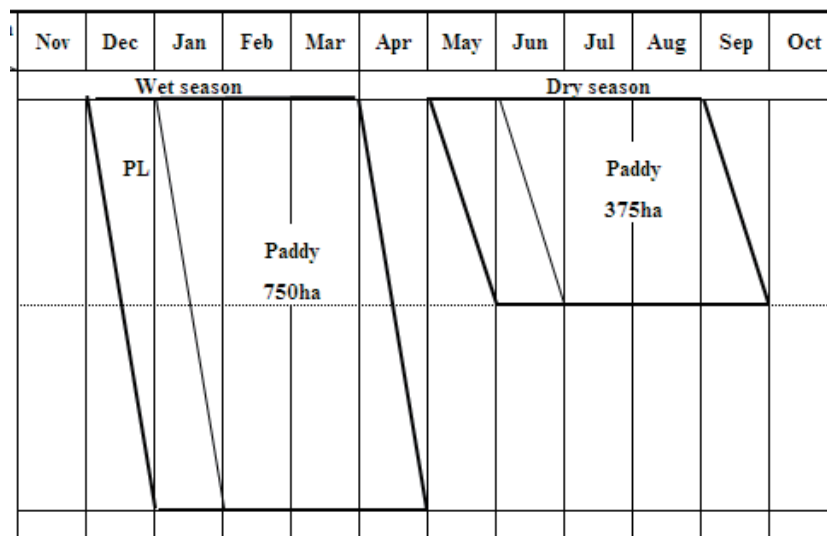 Nov Dec Jan Feb Mar Apr May Jun Jul Aug Sep Oct
Wet season Dry season
PL
Paddy
375ha
Paddy
750ha